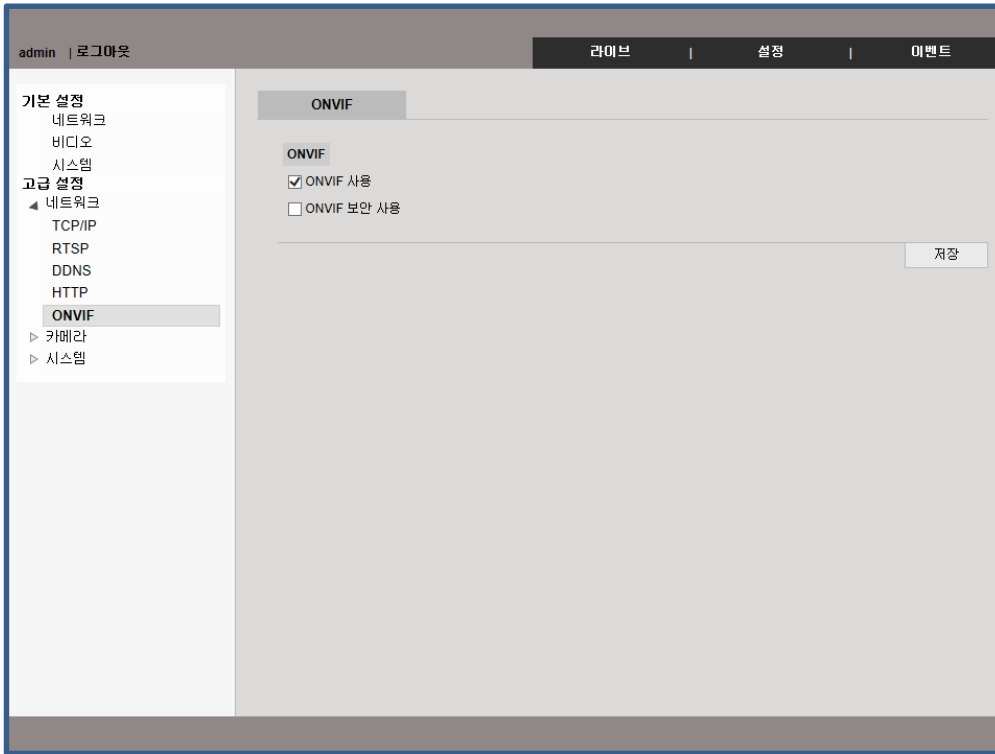 admin | 로그아웃
라이브 | 설정 | 이벤트
기본 설정
네트워크
비디오
시스템
고급 설정
네트워크
TCP/IP
RTSP
DDNS
HTTP
ONVIF
카메라
시스템
ONVIF
ONVIF
ONVIF 사용
ONVIF 보안 사용
저장